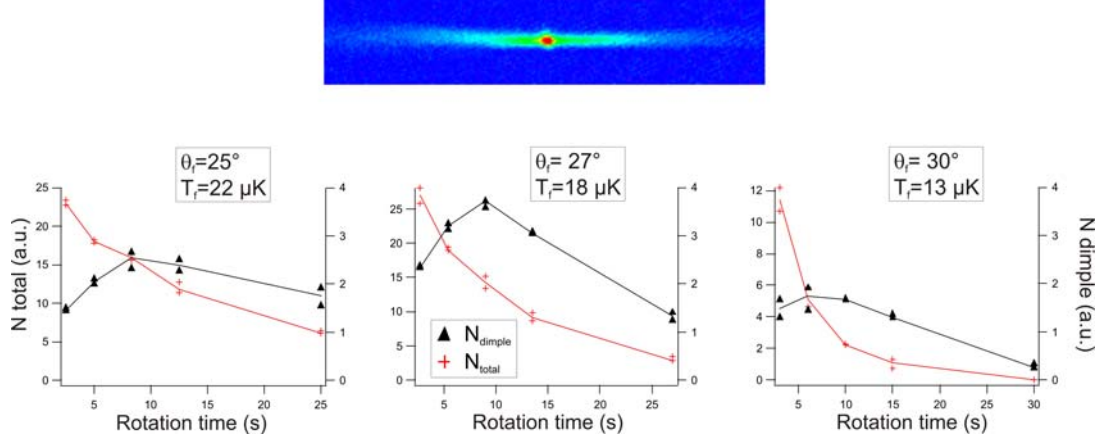 θf=25°
Tf=22 µK
N total (a.u.)
25
20
15
10
5
0
4
3
2
1
0
5 10 15 20 25
Rotation time (s)
θf= 27°
Tf=18 µK
25
20
15
10
5
0
4
3
2
1
0
Ndimple
Ntotal
5 10 15 20 25
Rotation time (s)
θf= 30°
Tf=13 µK
12
10
8
6
4
2
0
4
3
2
1
0
N dimple (a.u.)
5 10 15 20 25 30
Rotation time (s)